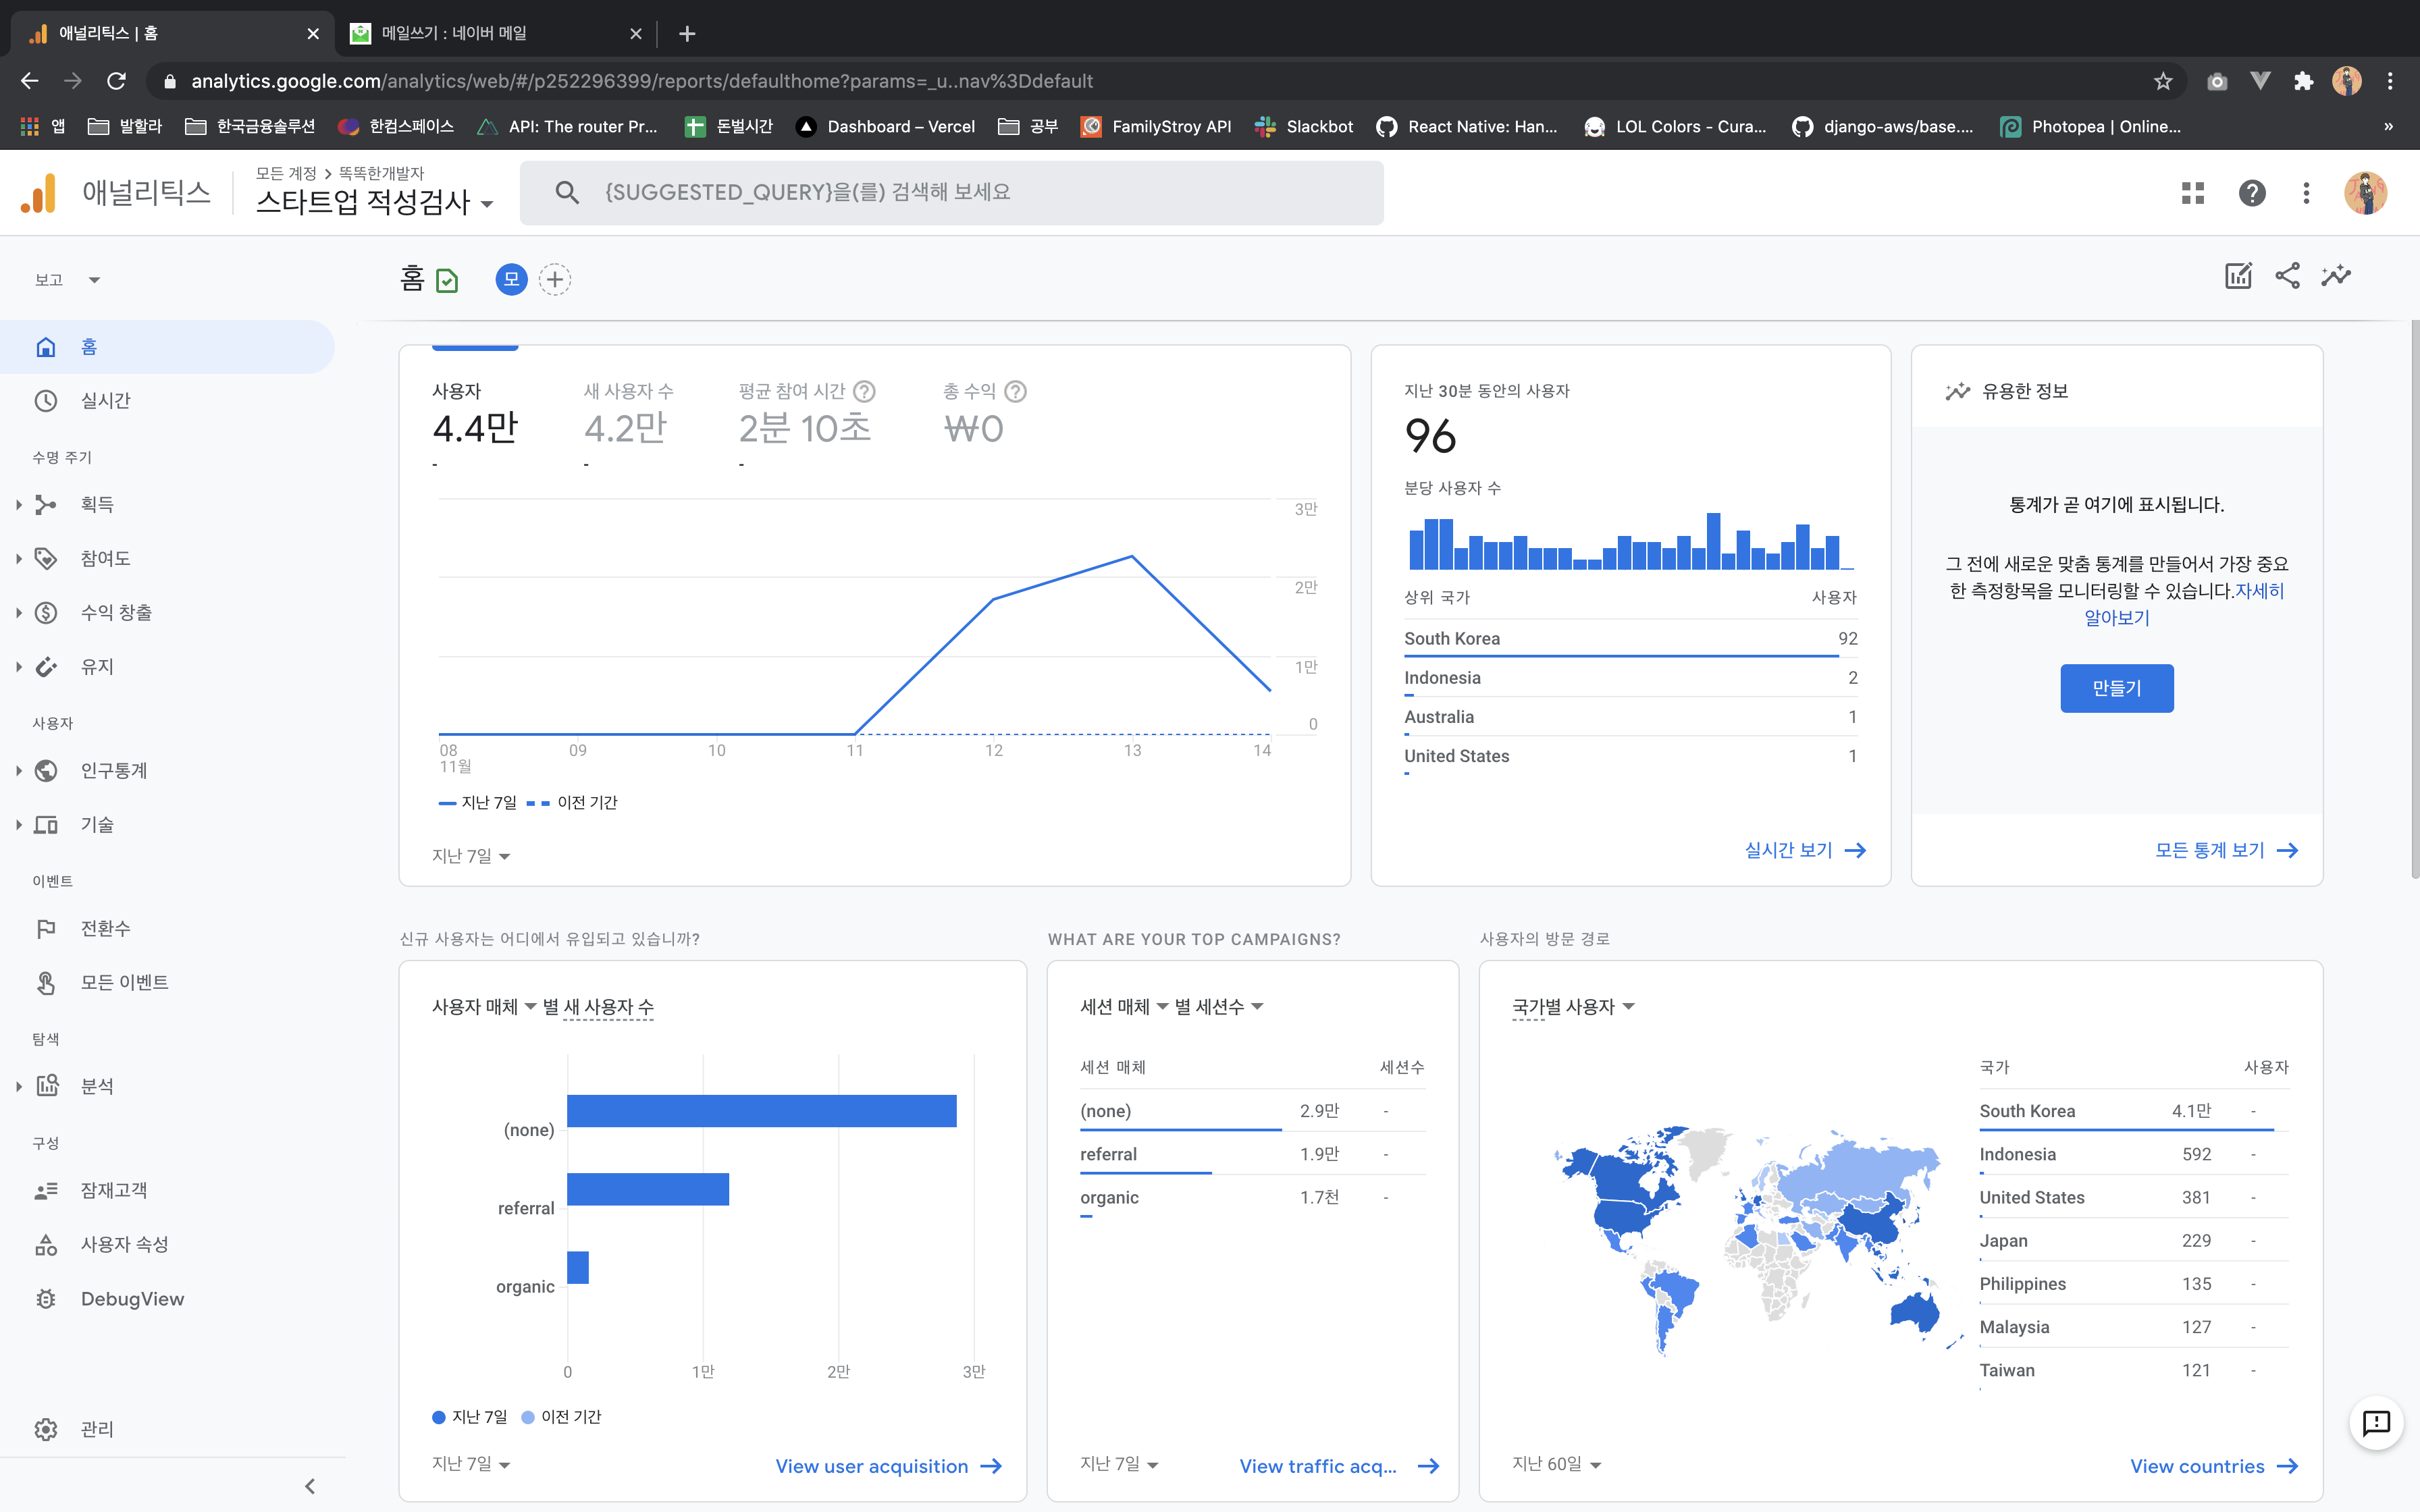 애널리틱스 | 홈
메일쓰기 : 네이버 메일
analytics.google.com/analytics/web/#/p252296399/reports/defaulthome?params=_u..nav%3Ddefault
앱
발할라
한국금융솔루션
한컴스페이스
API: The router Pr...
돈벌시간
Dashboard – Vercel
공부
FamilyStroy API
Slackbot
React Native: Han...
LOL Colors - Cura...
django-aws/base....
Photopea | Online...
»
애널리틱스
모든 계정 > 똑똑한개발자
스타트업 적성검사
{SUGGESTED_QUERY}을(를) 검색해 보세요
보고
홈
실시간
수명 주기
획득
참여도
수익 창출
유지
사용자
인구통계
기술
이벤트
전환수
모든 이벤트
탐색
분석
구성
잠재고객
사용자 속성
DebugView
관리
홈
모
사용자
4.4만
-
새 사용자 수
4.2만
-
평균 참여 시간
2분 10초
-
총 수익
₩0
3만
2만
1만
0
08
11월
09
10
11
12
13
14
지난 7일
이전 기간
지난 7일
지난 30분 동안의 사용자
96
분당 사용자 수
상위 국가 사용자
South Korea 92
Indonesia 2
Australia 1
United States 1
실시간 보기
유용한 정보
통계가 곧 여기에 표시됩니다.
그 전에 새로운 맞춤 통계를 만들어서 가장 중요
한 측정항목을 모니터링할 수 있습니다.자세히
알아보기
만들기
모든 통계 보기
신규 사용자는 어디에서 유입되고 있습니까?
사용자 매체 별 새 사용자 수
(none)
referral
organic
0
1만
2만
3만
지난 7일
이전 기간
지난 7일
View user acquisition
WHAT ARE YOUR TOP CAMPAIGNS?
세션 매체 별 세션수
세션 매체 세션수
(none) 2.9만 -
referral 1.9만 -
organic 1.7천 -
지난 7일
View traffic acq...
사용자의 방문 경로
국가별 사용자
국가 사용자
South Korea 4.1만 -
Indonesia 592 -
United States 381 -
Japan 229 -
Philippines 135 -
Malaysia 127 -
Taiwan 121 -
지난 60일
View countries